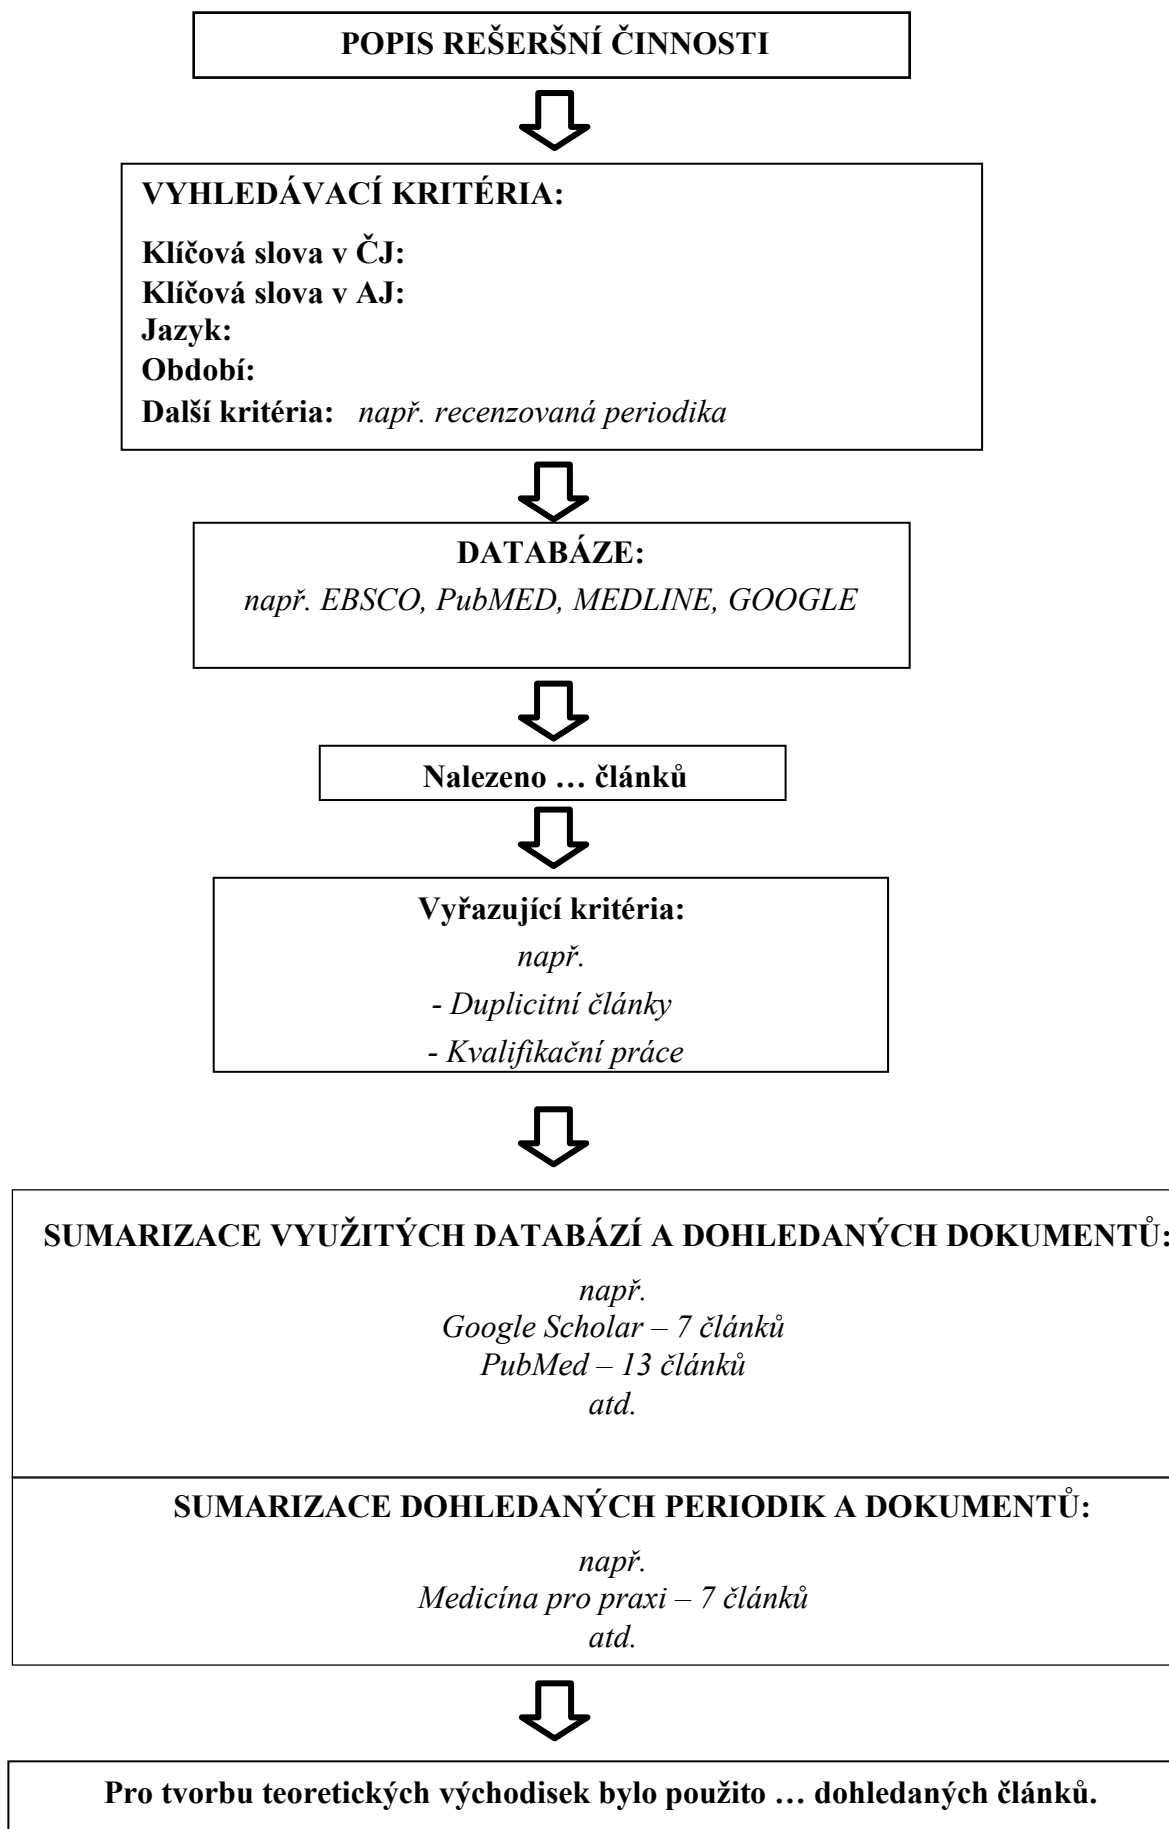 POPIS REŠERŠNÍ ČINNOSTI
VYHLEDÁVACÍ KRITÉRIA:
Klíčová slova v ČJ:
Klíčová slova v AJ:
Jazyk:
Období:
Další kritéria: např. recenzovaná periodika
DATABÁZE:
např. EBSCO, PubMED, MEDLINE, GOOGLE
Nalezeno … článků
Vyřazující kritéria:
např.
- Duplicitní články
- Kvalifikační práce
SUMARIZACE VYUŽITÝCH DATABÁZÍ A DOHLEDANÝCH DOKUMENTŮ:
např.
Google Scholar – 7 článků
PubMed – 13 článků
atd.
SUMARIZACE DOHLEDANÝCH PERIODIK A DOKUMENTŮ:
např.
Medicína pro praxi – 7 článků
atd.
Pro tvorbu teoretických východisek bylo použito … dohledaných článků.